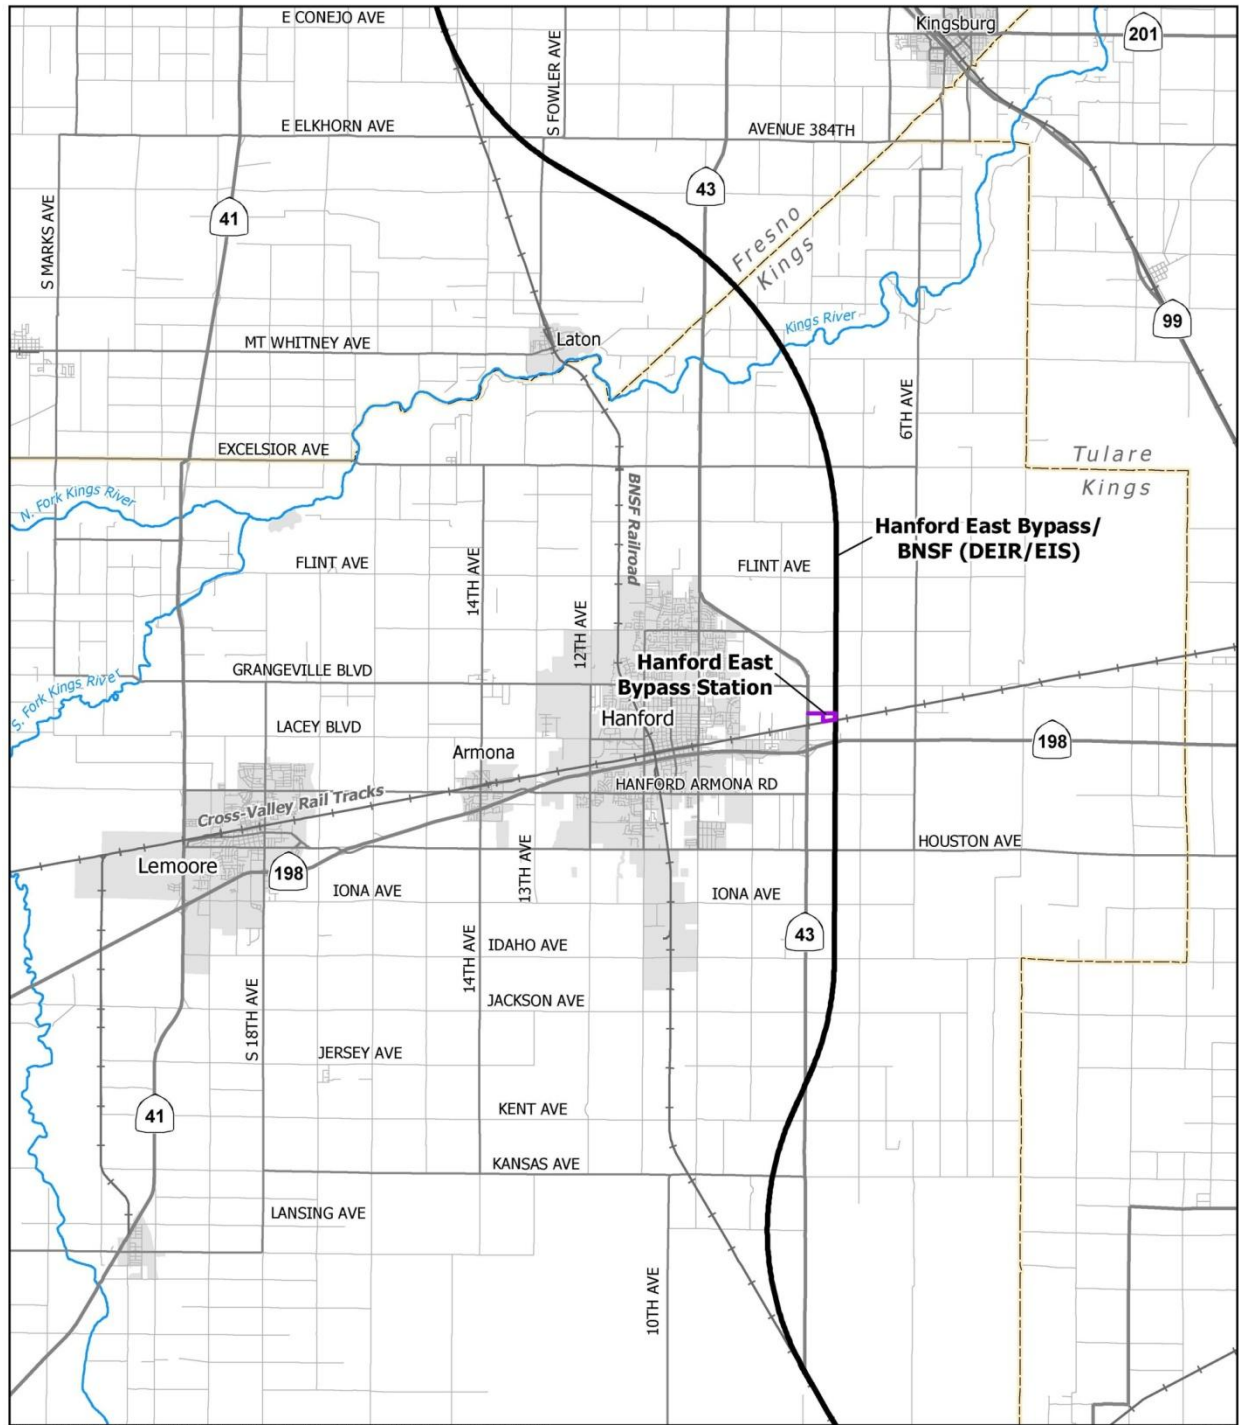 E CONEJO AVE
Kingsburg
201
S FOWLER AVE
E ELKHORN AVE
AVENUE 384TH
43
S MARKS AVE
41
Fresno
Kings
99
Kings River
MT WHITNEY AVE
Laton
6TH AVE
EXCELSIOR AVE
Tulare
Kings
N. Fork Kings River
BNSF Railroad
Hanford East Bypass/
BNSF (DEIR/EIS)
FLINT AVE
14TH AVE
FLINT AVE
12TH AVE
GRANGEVILLE BLVD
Hanford East
Bypass Station
S. Fork Kings River
LACEY BLVD
Hanford
Armona
198
HANFORD ARMONA RD
Cross-Valley Rail Tracks
HOUSTON AVE
Lemoore
198
13TH AVE
IONA AVE
IONA AVE
43
IDAHO AVE
14TH AVE
JACKSON AVE
S 18TH AVE
JERSEY AVE
41
KENT AVE
KANSAS AVE
LANSING AVE
10TH AVE